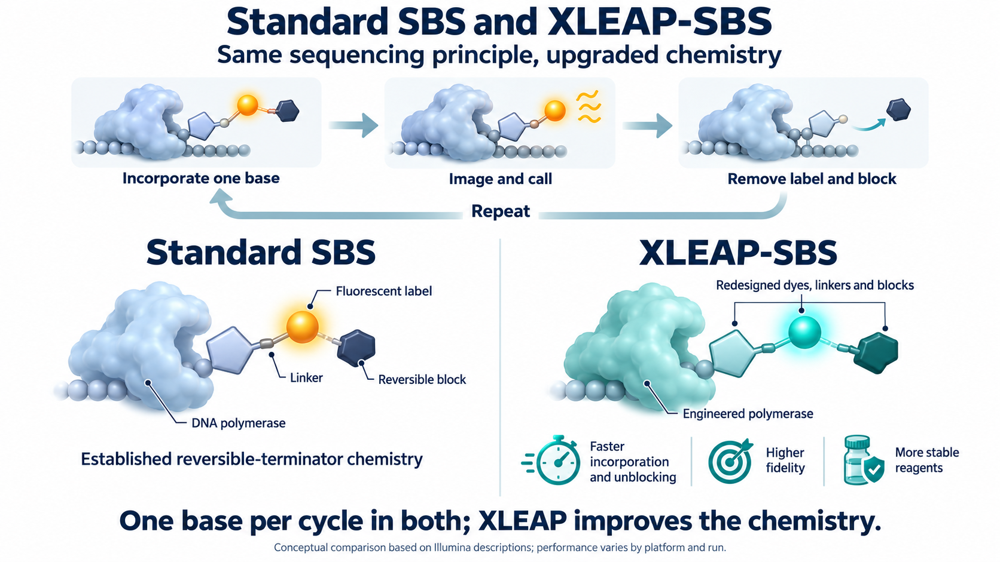 Standard SBS and XLEAP-SBS
Same sequencing principle, upgraded chemistry
Incorporate one base
Image and call
Remove label and block
Repeat
Standard SBS
Fluorescent label
Linker
Reversible block
DNA polymerase
Established reversible-terminator chemistry
XLEAP-SBS
Redesigned dyes, linkers and blocks
Engineered polymerase
Faster
incorporation
and unblocking
Higher
fidelity
More stable
reagents
One base per cycle in both; XLEAP improves the chemistry.
Conceptual comparison based on Illumina descriptions; performance varies by platform and run.